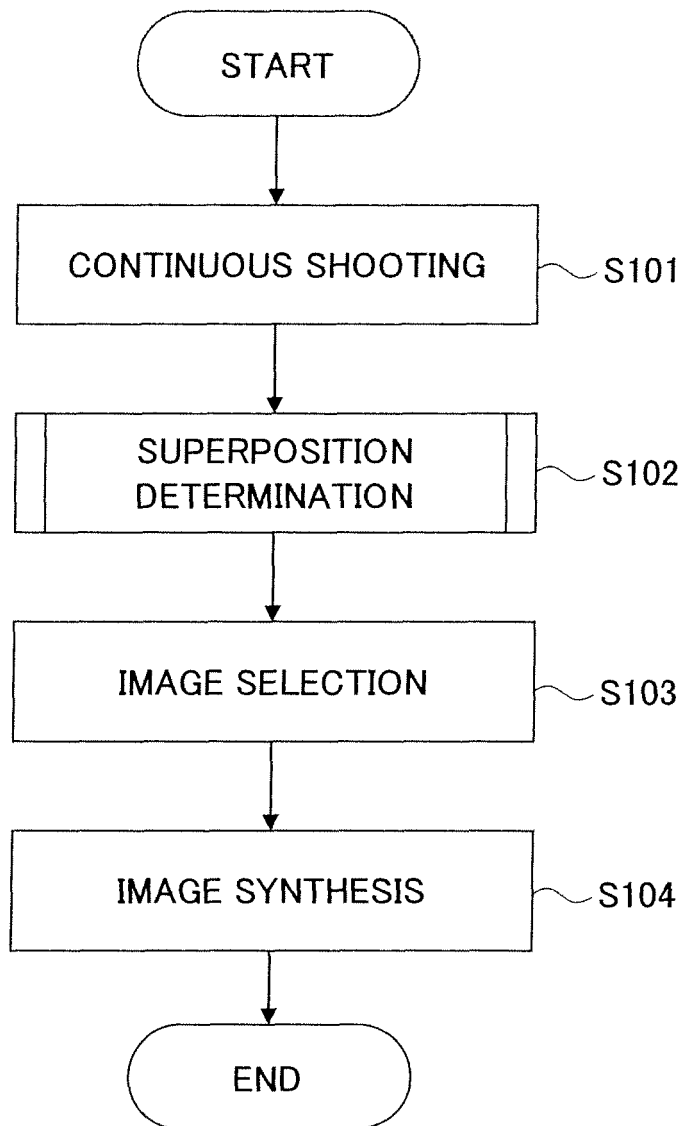 START
CONTINUOUS SHOOTING
S101
SUPERPOSITION
DETERMINATION
S102
IMAGE SELECTION
S103
IMAGE SYNTHESIS
S104
END